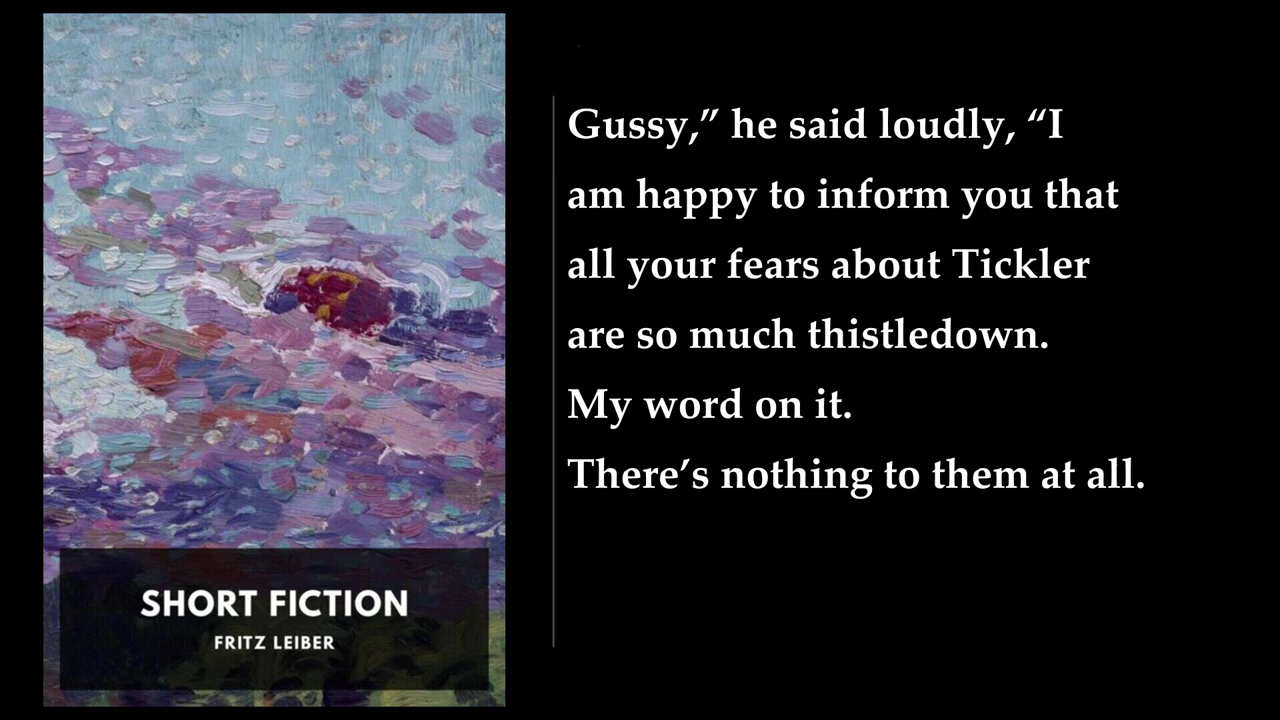 Gussy,” he said loudly, “I
am happy to inform you that
all your fears about Tickler
are so much thistledown.
My word on it.
There’s nothing to them at all.
SHORT FICTION
FRITZ LEIBER